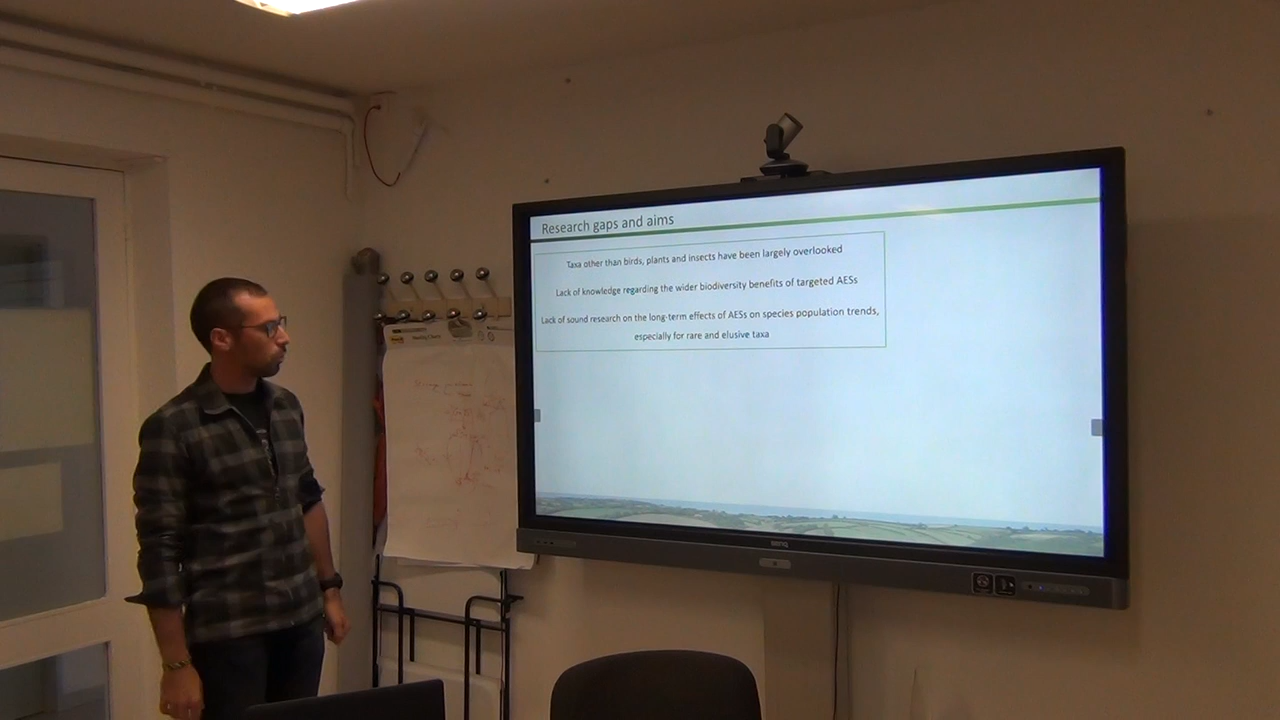 Research gaps and aims
Taxa other than birds, plants and insects have been largely overlooked
Lack of knowledge regarding the wider biodiversity benefits of targeted AESs
Lack of sound research on the long-term effects of AESs on species population trends,
especially for rare and elusive taxa
Meeting Charts
BenQ